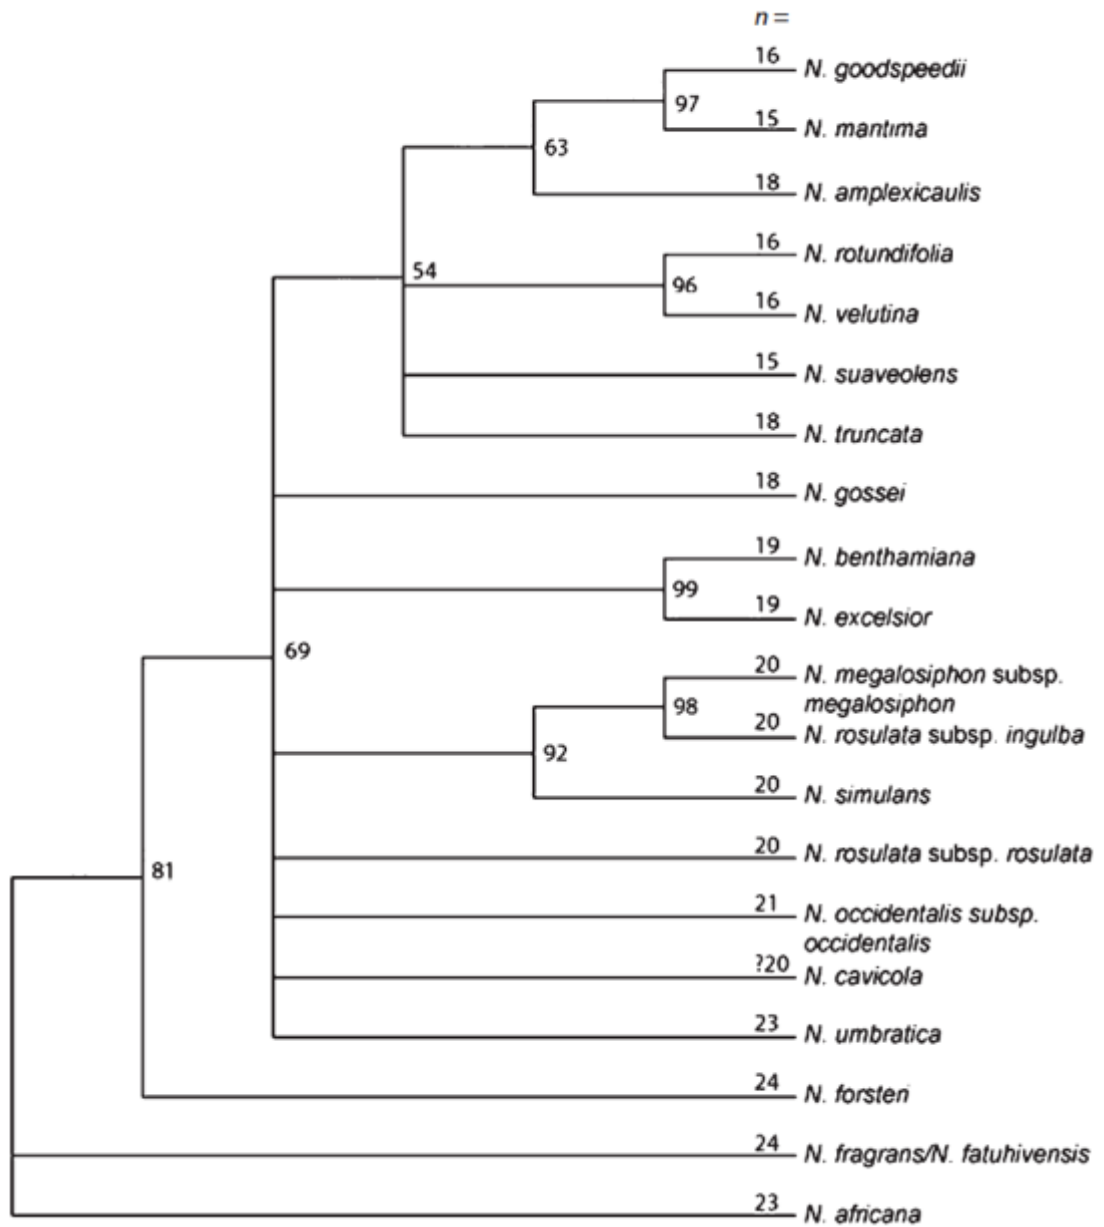 n =
16 N. goodspeedii
97
15 N. mantima
63
18 N. amplexicaulis
16 N. rotundifolia
54
96
16 N. velutina
15 N. suaveolens
18 N. truncata
18 N. gossei
19 N. benthamiana
99
19 N. excelsior
69
20 N. megalosiphon subsp.
megalosiphon
98
20 N. rosulata subsp. ingulba
92
20 N. simulans
20 N. rosulata subsp. rosulata
81
21 N. occidentalis subsp.
occidentalis
?20 N. cavicola
23 N. umbratica
24 N. forsteri
24 N. fragrans/N. fatuhivensis
23 N. africana